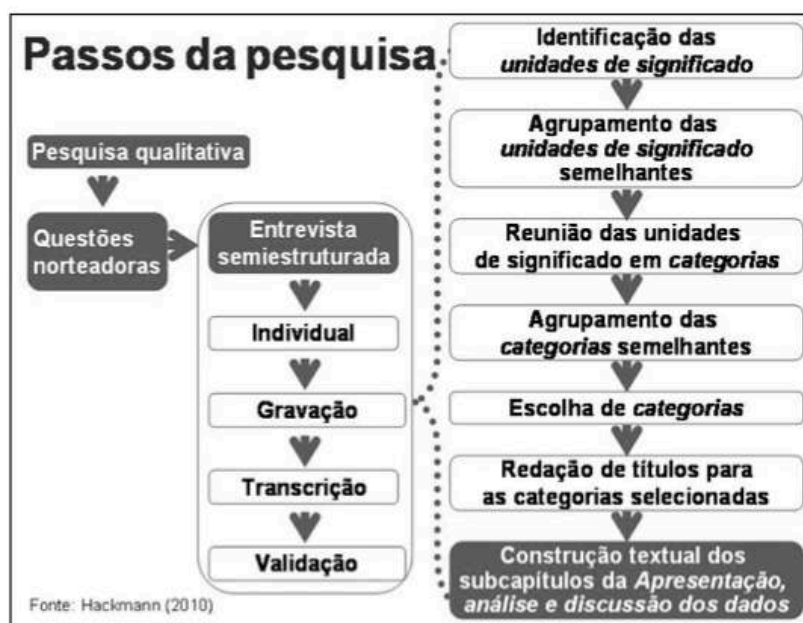 Passos da pesquisa
Pesquisa qualitativa
Questões
norteadoras
Entrevista
semiestruturada
Individual
Gravação
Transcrição
Validação
Identificação das
unidades de significado
Agrupamento das
unidades de significado
semelhantes
Reunião das unidades
de significado em categorias
Agrupamento das
categorias semelhantes
Escolha de categorias
Redação de títulos para
as categorias selecionadas
Construção textual dos
subcapítulos da Apresentação,
análise e discussão dos dados
Fonte: Hackmann (2010)